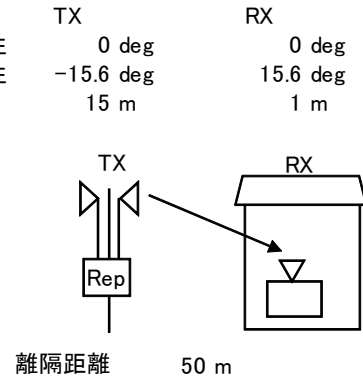 TX RX
0 deg 0 deg
-15.6 deg 15.6 deg
15 m 1 m
TX RX
Rep
離隔距離 50 m